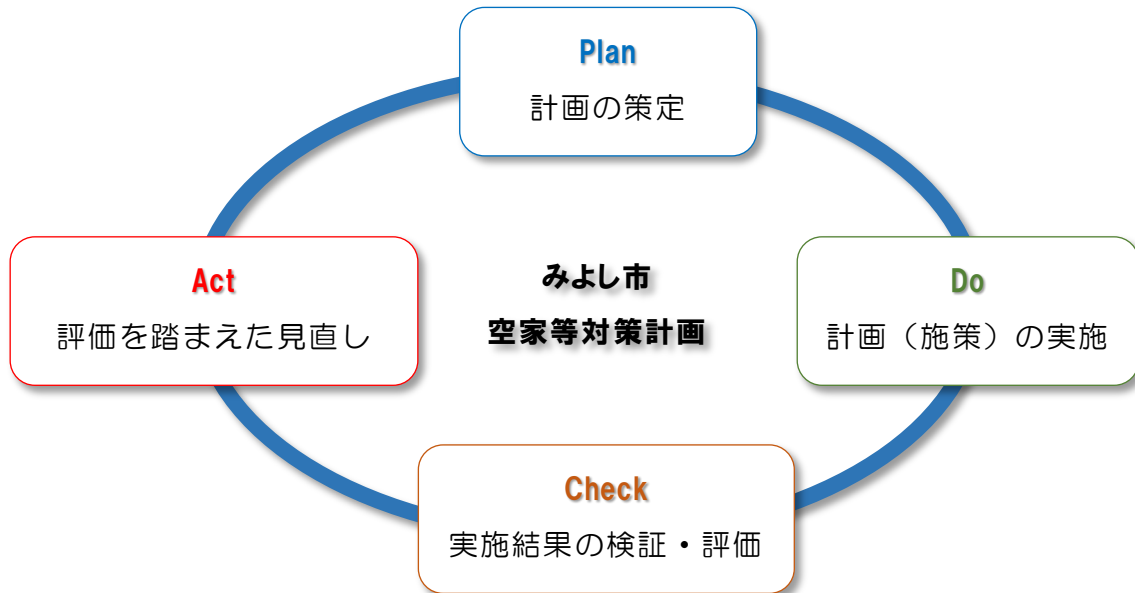 Plan
計画の策定
Act
評価を踏まえた見直し
みよし市
空家等対策計画
Do
計画（施策）の実施
Check
実施結果の検証・評価